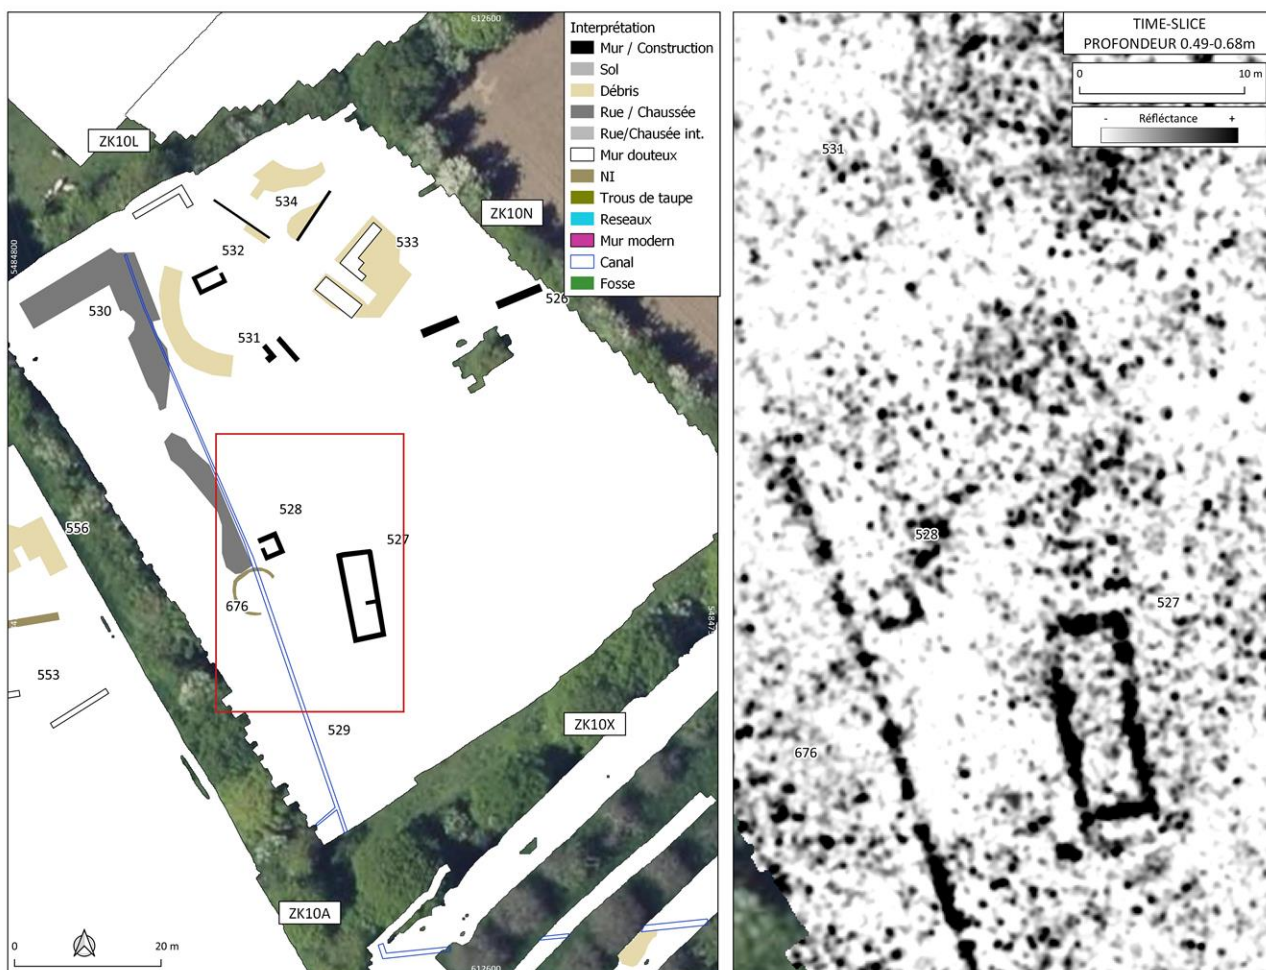 612600
Interprétation
Mur / Construction
Sol
Débris
Rue / Chaussée
Rue/Chausée int.
Mur douteux
NI
Trous de taupe
Reseaux
Mur modern
Canal
Fosse
ZK10L
ZK10N
5484800
534
532
533
530
526
531
528
527
556
676
553
529
ZK10X
ZK10A
0
20 m
612600
TIME-SLICE
PROFONDEUR 0.49-0.68m
0
10 m
Réfléctance
-
+
531
528
527
676